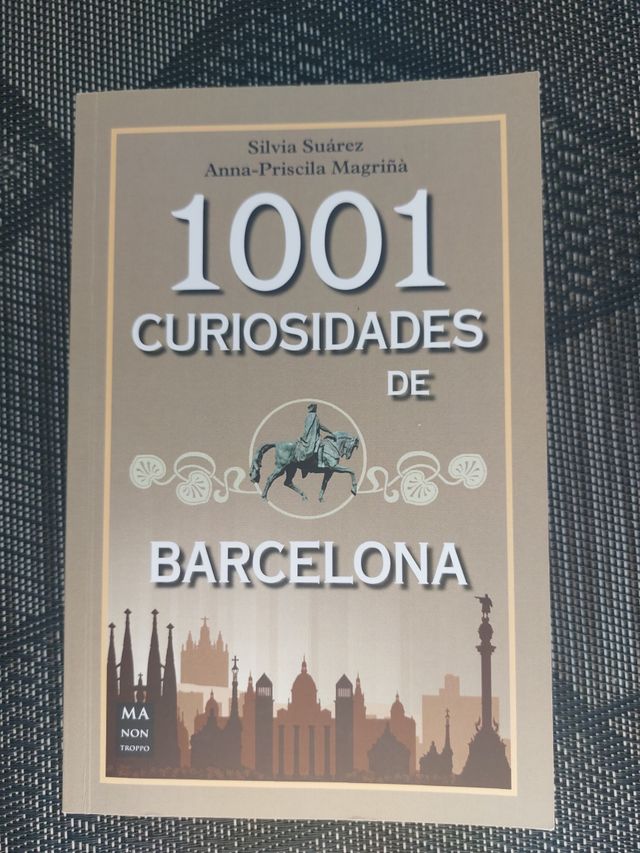 Silvia Suárez
Anna-Priscila Magriñà
1001
CURIOSIDADES
DE
BARCELONA
MA
NON
TROPPO